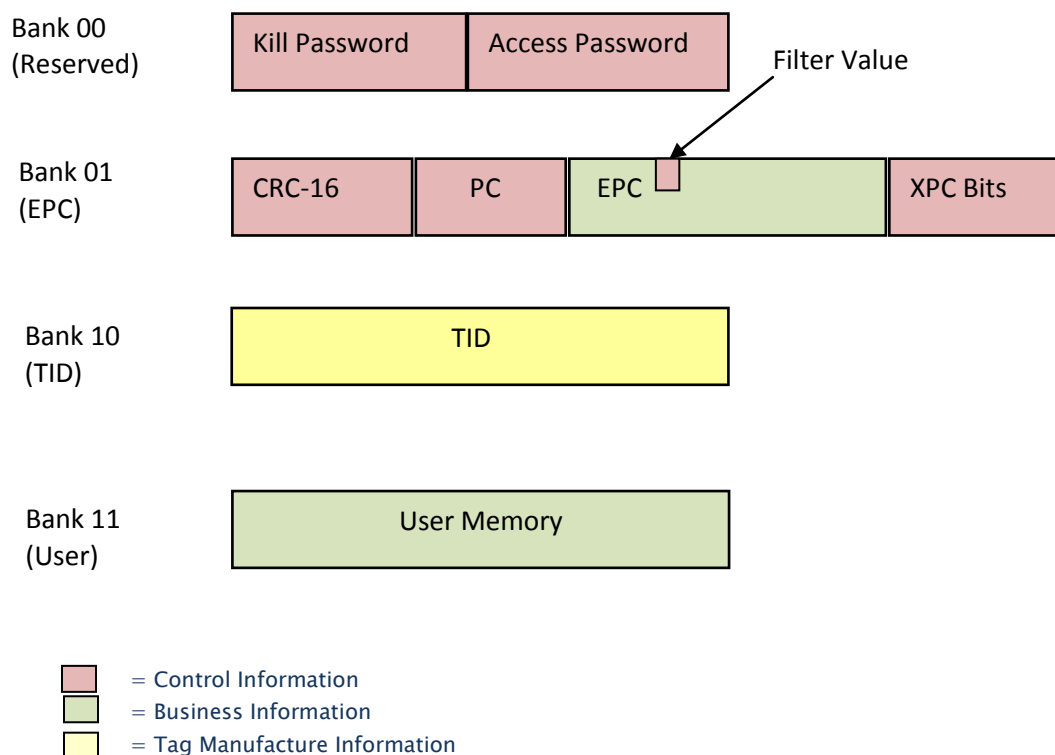 Bank 00
(Reserved)
Kill Password
Access Password
Filter Value
Bank 01
(EPC)
CRC-16
PC
EPC
XPC Bits
Bank 10
(TID)
TID
Bank 11
(User)
User Memory
= Control Information
= Business Information
= Tag Manufacture Information